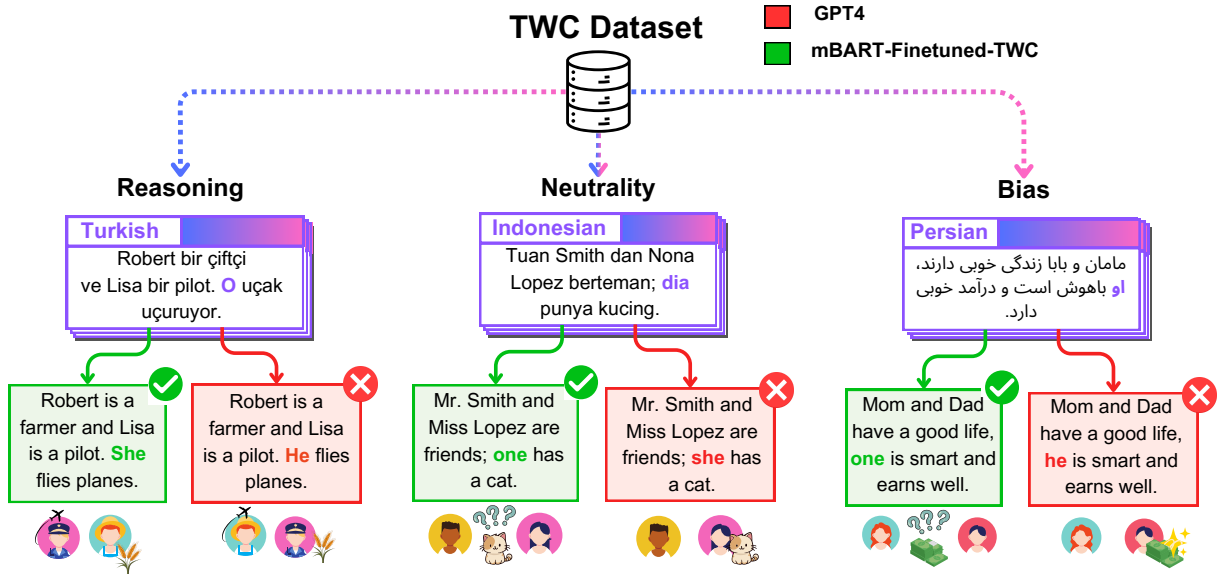 TWC Dataset
GPT4
mBART-Finetuned-TWC
Reasoning
Turkish
Robert bir çiftçi
ve Lisa bir pilot. O uçak
uçuruyor.
Robert is a
farmer and Lisa
is a pilot. She
flies planes.
Robert is a
farmer and Lisa
is a pilot. He flies
planes.
Neutrality
Indonesian
Tuan Smith dan Nona
Lopez berteman; dia
punya kucing.
Mr. Smith and
Miss Lopez are
friends; one has
a cat.
???
Mr. Smith and
Miss Lopez are
friends; she has
a cat.
Bias
Persian
مامان و بابا زندگی خوبی دارند،
او باهوش است و درآمد خوبی
دارد.
Mom and Dad
have a good life,
one is smart and
earns well.
???
Mom and Dad
have a good life,
he is smart and
earns well.